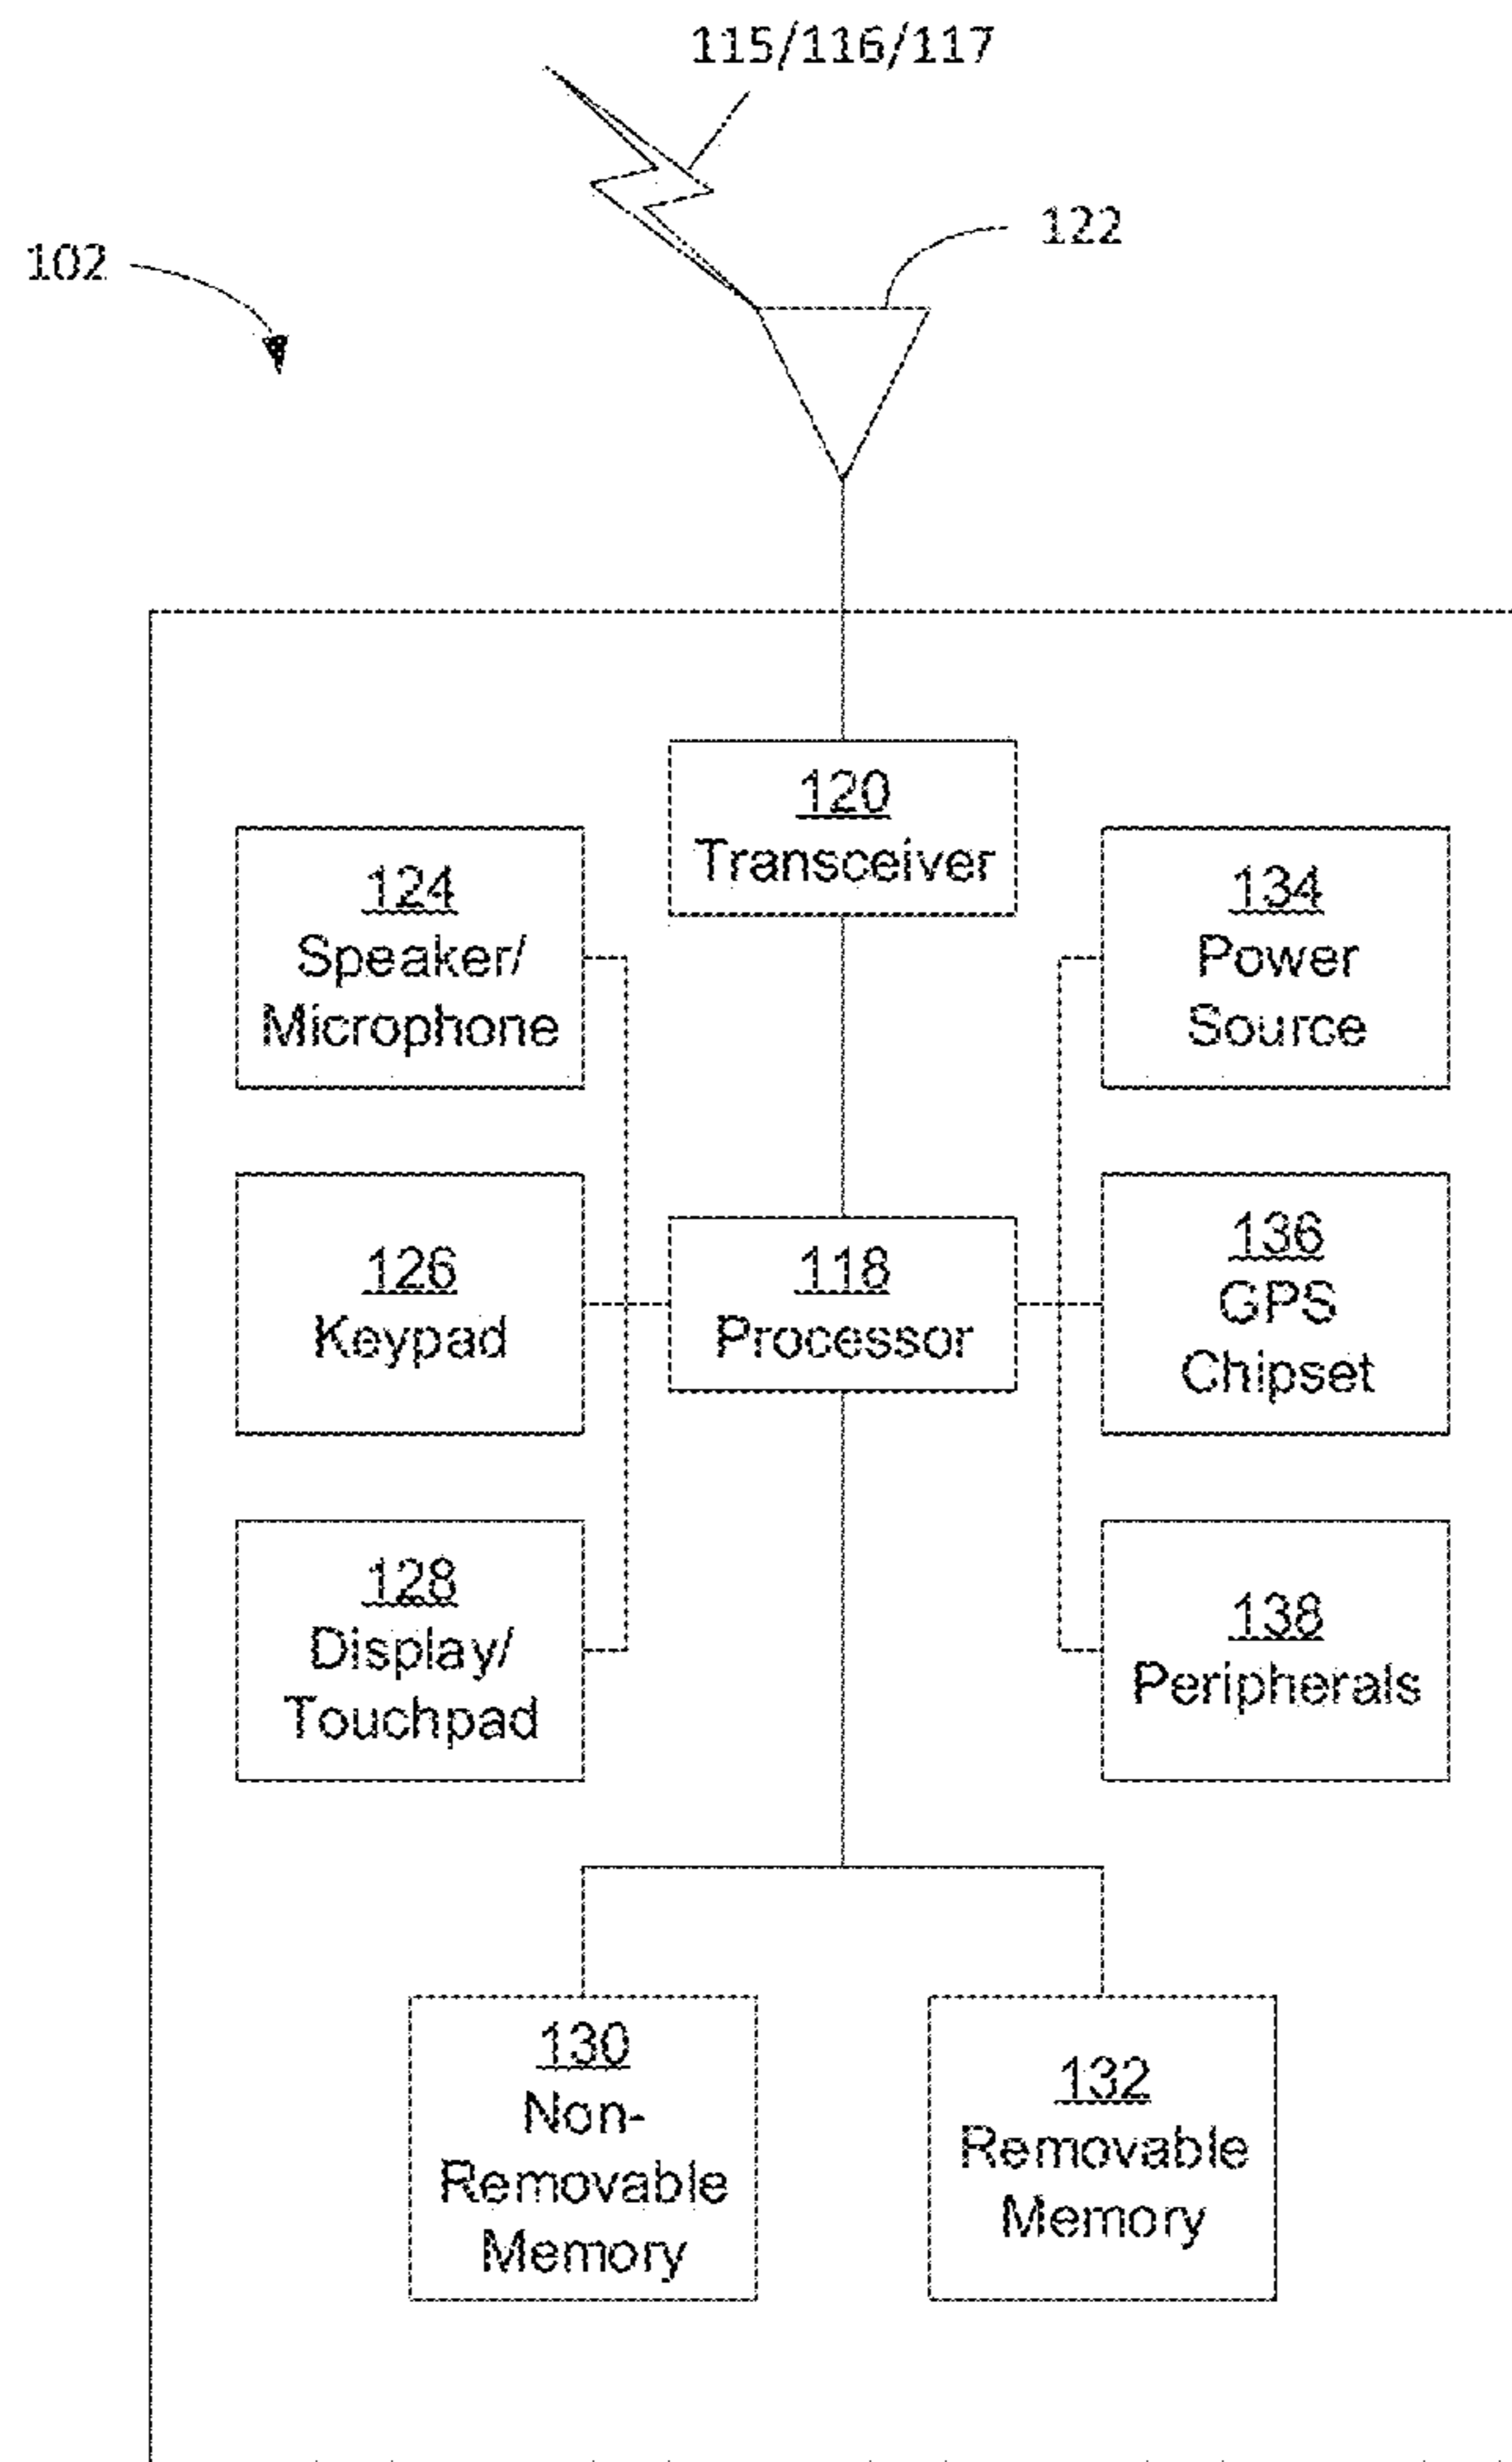 115/116/117
122
102
120
Transceiver
124
Speaker/
Microphone
134
Power
Source
126
Keypad
118
Processor
136
GPS
Chipset
128
Display/
Touchpad
138
Peripherals
130
Non-
Removable
Memory
132
Removable
Memory